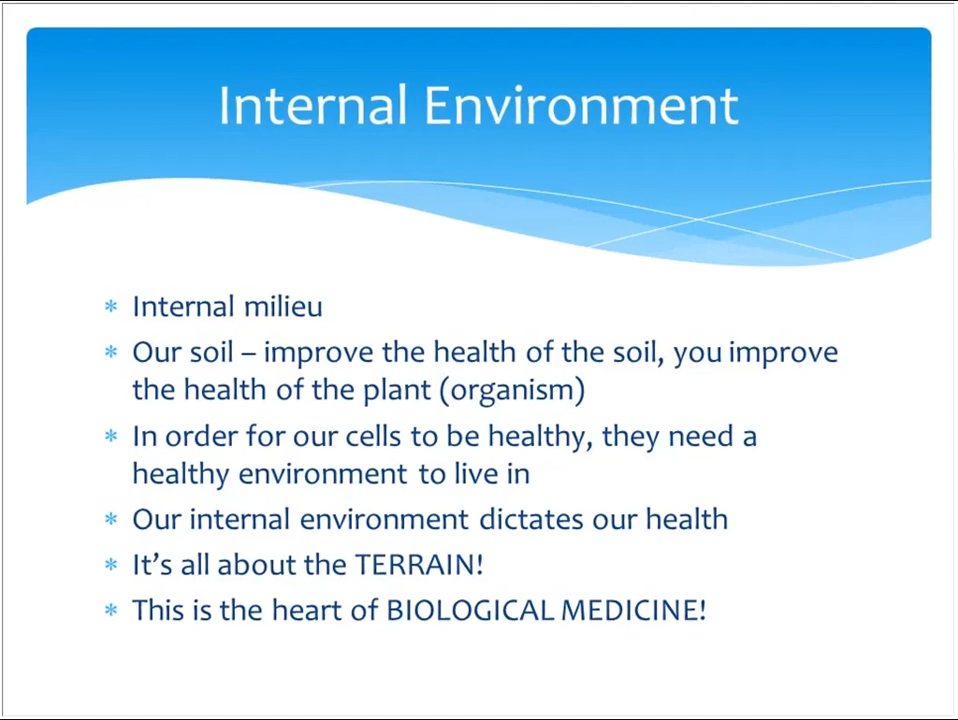 Internal Environment
* Internal milieu
* Our soil – improve the health of the soil, you improve
the health of the plant (organism)
* In order for our cells to be healthy, they need a
healthy environment to live in
* Our internal environment dictates our health
* It’s all about the TERRAIN!
* This is the heart of BIOLOGICAL MEDICINE!